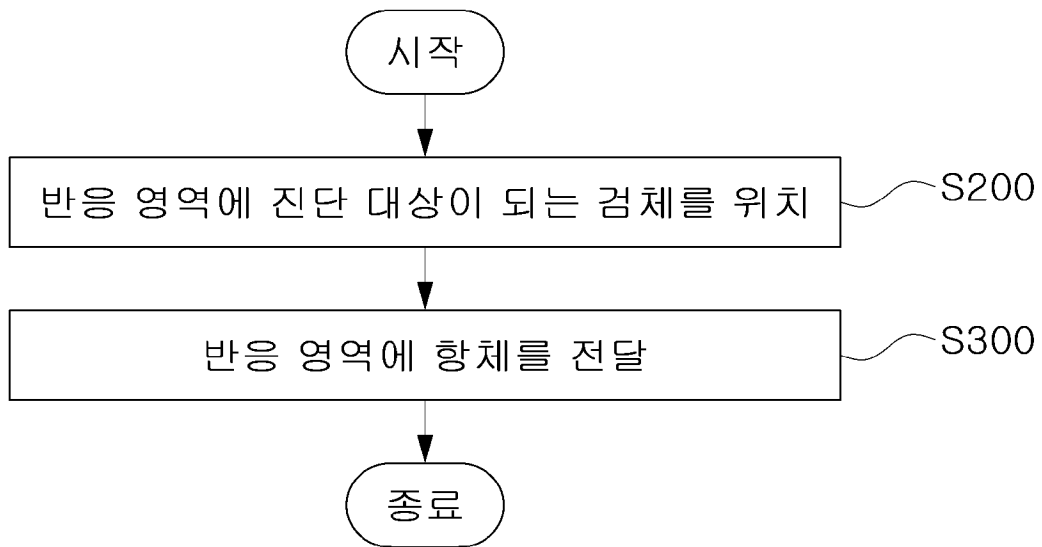 시작
반응 영역에 진단 대상이 되는 검체를 위치
S200
반응 영역에 항체를 전달
S300
종료